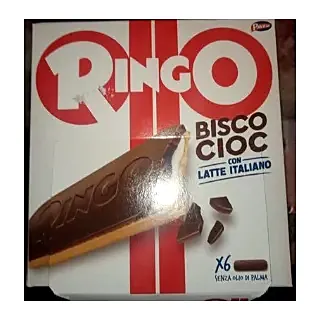 Pavesi
RINGO
BISCO
CIOC
CON
LATTE ITALIANO
RINGO
X6
SENZA OLIO DI PALMA